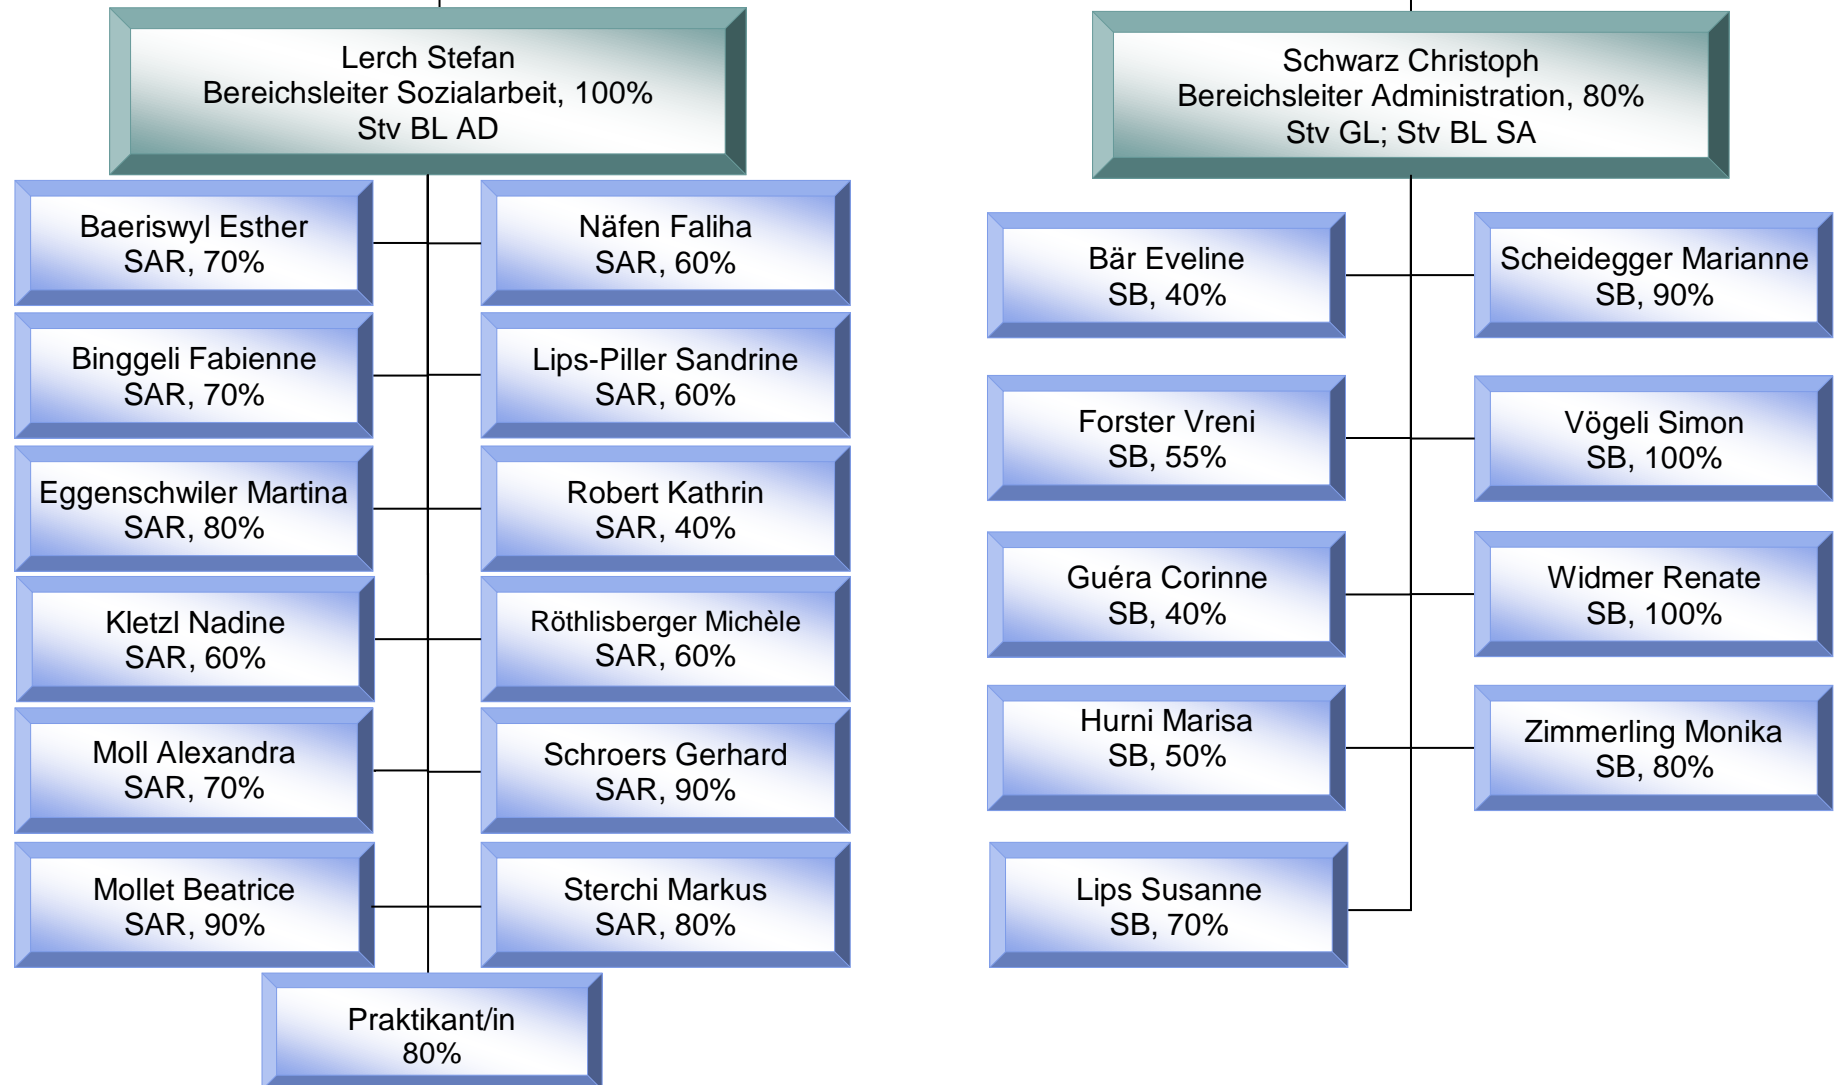 Lerch Stefan
Bereichsleiter Sozialarbeit, 100%
Stv BL AD
Baeriswyl Esther
SAR, 70%
Näfen Faliha
SAR, 60%
Binggeli Fabienne
SAR, 70%
Lips-Piller Sandrine
SAR, 60%
Eggenschwiler Martina
SAR, 80%
Robert Kathrin
SAR, 40%
Kletzl Nadine
SAR, 60%
Röthlisberger Michèle
SAR, 60%
Moll Alexandra
SAR, 70%
Schroers Gerhard
SAR, 90%
Mollet Beatrice
SAR, 90%
Sterchi Markus
SAR, 80%
Praktikant/in
80%
Schwarz Christoph
Bereichsleiter Administration, 80%
Stv GL; Stv BL SA
Bär Eveline
SB, 40%
Scheidegger Marianne
SB, 90%
Forster Vreni
SB, 55%
Vögeli Simon
SB, 100%
Guéra Corinne
SB, 40%
Widmer Renate
SB, 100%
Hurni Marisa
SB, 50%
Zimmerling Monika
SB, 80%
Lips Susanne
SB, 70%